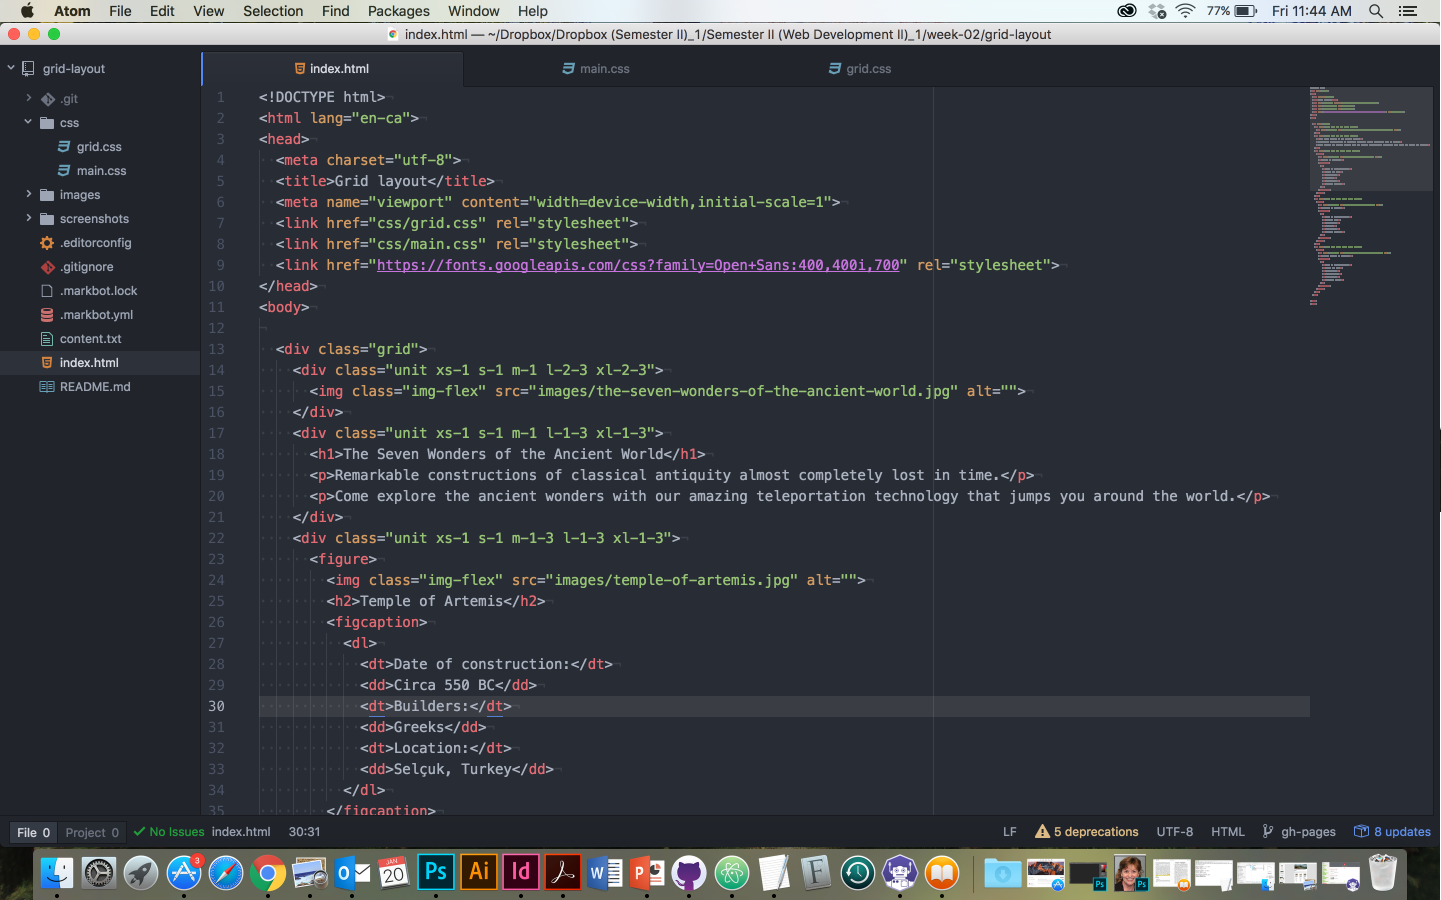 Atom File Edit View Selection Find Packages Window Help 77% Fri 11:44 AM
index.html — ~/Dropbox/Dropbox (Semester II)_1/Semester II (Web Development II)_1/week-02/grid-layout
grid-layout
.git
css
grid.css
main.css
images
screenshots
.editorconfig
.gitignore
.markbot.lock
.markbot.yml
content.txt
index.html
README.md
index.html main.css grid.css
1 <!DOCTYPE html>
2 <html lang="en-ca">
3 <head>
4 <meta charset="utf-8">
5 <title>Grid layout</title>
6 <meta name="viewport" content="width=device-width,initial-scale=1">
7 <link href="css/grid.css" rel="stylesheet">
8 <link href="css/main.css" rel="stylesheet">
9 <link href="https://fonts.googleapis.com/css?family=Open+Sans:400,400i,700" rel="stylesheet">
10 </head>
11 <body>
12
13 <div class="grid">
14 <div class="unit xs-1 s-1 m-1 l-2-3 xl-2-3">
15 <img class="img-flex" src="images/the-seven-wonders-of-the-ancient-world.jpg" alt="">
16 </div>
17 <div class="unit xs-1 s-1 m-1 l-1-3 xl-1-3">
18 <h1>The Seven Wonders of the Ancient World</h1>
19 <p>Remarkable constructions of classical antiquity almost completely lost in time.</p>
20 <p>Come explore the ancient wonders with our amazing teleportation technology that jumps you around the world.</p>
21 </div>
22 <div class="unit xs-1 s-1 m-1-3 l-1-3 xl-1-3">
23 <figure>
24 <img class="img-flex" src="images/temple-of-artemis.jpg" alt="">
25 <h2>Temple of Artemis</h2>
26 <figcaption>
27 <dl>
28 <dt>Date of construction:</dt>
29 <dd>Circa 550 BC</dd>
30 <dt>Builders:</dt>
31 <dd>Greeks</dd>
32 <dt>Location:</dt>
33 <dd>Selçuk, Turkey</dd>
34 </dl>
35 </figcaption>
File 0 Project 0 No Issues index.html 30:31 LF 5 deprecations UTF-8 HTML gh-pages 8 updates
3 JAN 20 Ps Ai Id W P F Ps Ps